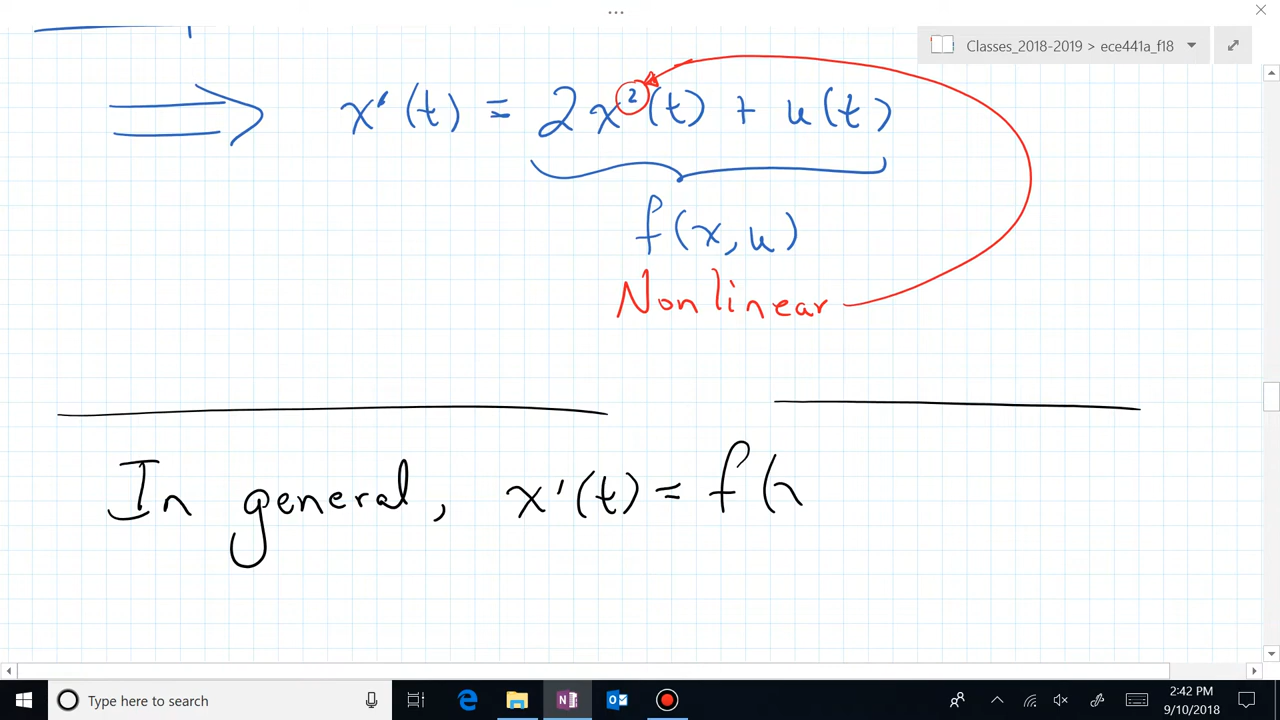 Classes_2018-2019 > ece441a_f18
x'(t) = 2x²(t) + u(t)
f(x,u)
Nonlinear
In general, x'(t) = f(
Type here to search
2:42 PM
9/10/2018